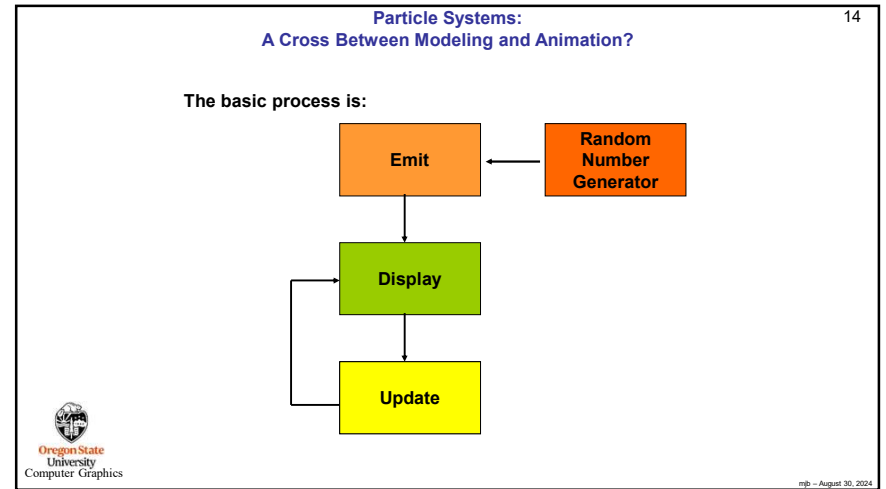 Particle Systems:
A Cross Between Modeling and Animation?
14
The basic process is:
Emit
Random
Number
Generator
Display
Update
Oregon State
University
Computer Graphics
mjb – August 30, 2024